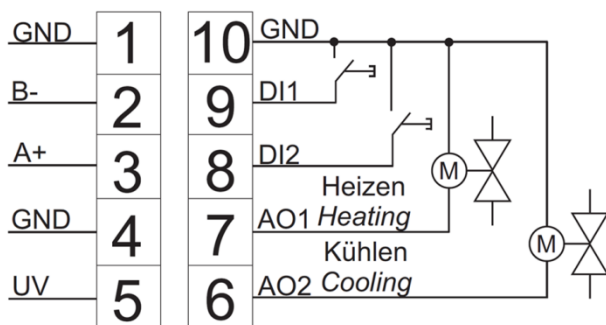 GND 1 10 GND
B- 2 9 DI1
A+ 3 8 DI2
Heizen
M
GND 4 7 AO1 Heating
Kühlen
M
UV 5 6 AO2 Cooling